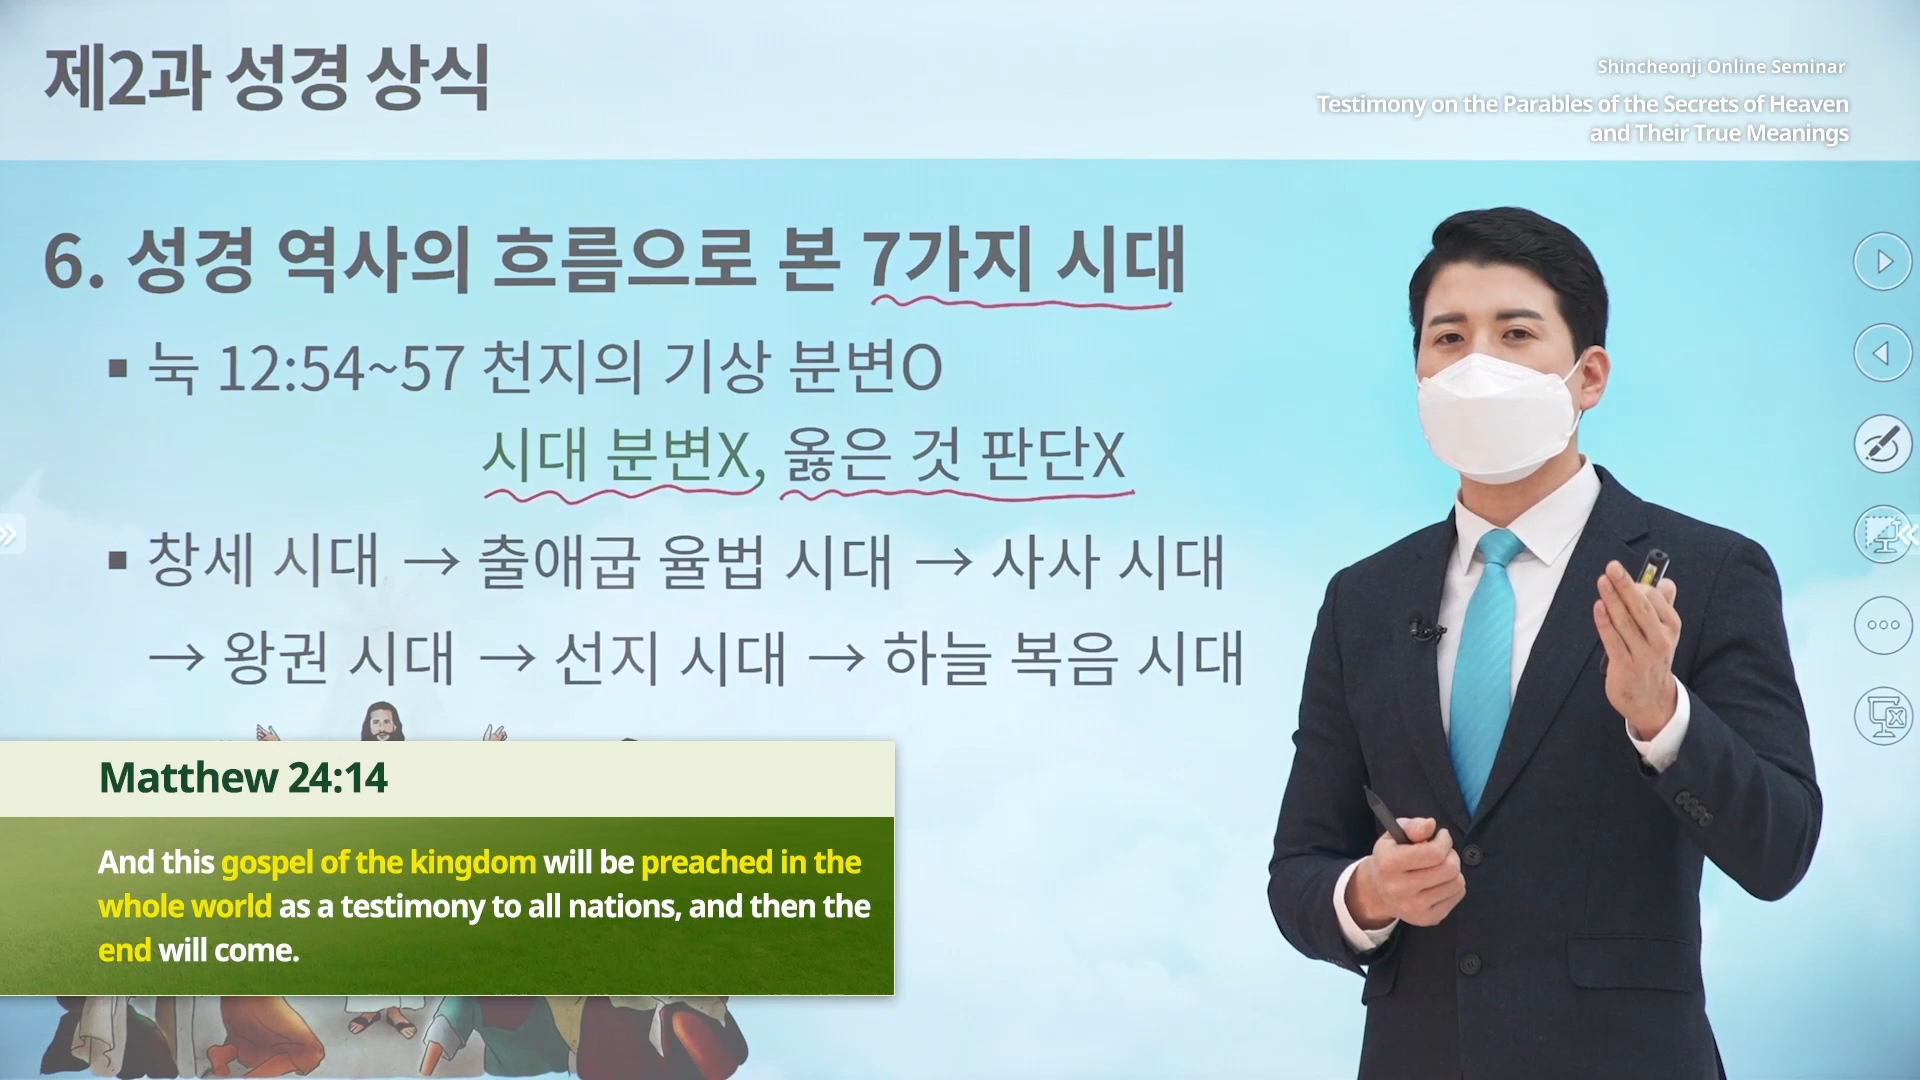 제2과 성경 상식
Shincheonji Online Seminar
Testimony on the Parables of the Secrets of Heaven
and Their True Meanings
6. 성경 역사의 흐름으로 본 7가지 시대
▪ 눅 12:54~57 천지의 기상 분변O
시대 분변X, 옳은 것 판단X
▪ 창세 시대 → 출애굽 율법 시대 → 사사 시대
→ 왕권 시대 → 선지 시대 → 하늘 복음 시대
Matthew 24:14
And this gospel of the kingdom will be preached in the
whole world as a testimony to all nations, and then the
end will come.